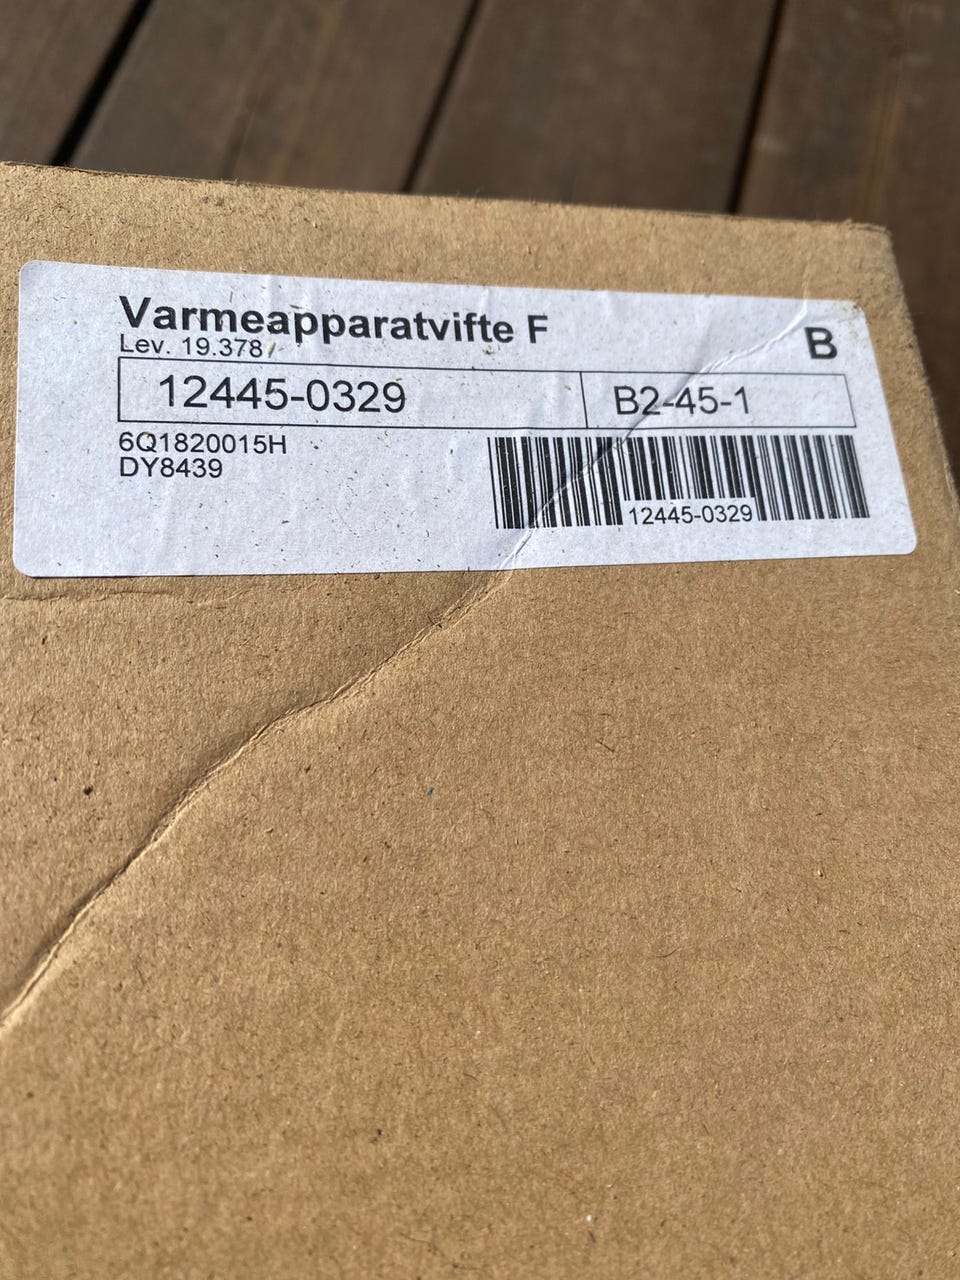 Varmeapparatvifte F
B
Lev. 19.378
12445-0329
B2-45-1
6Q1820015H
DY8439
12445-0329